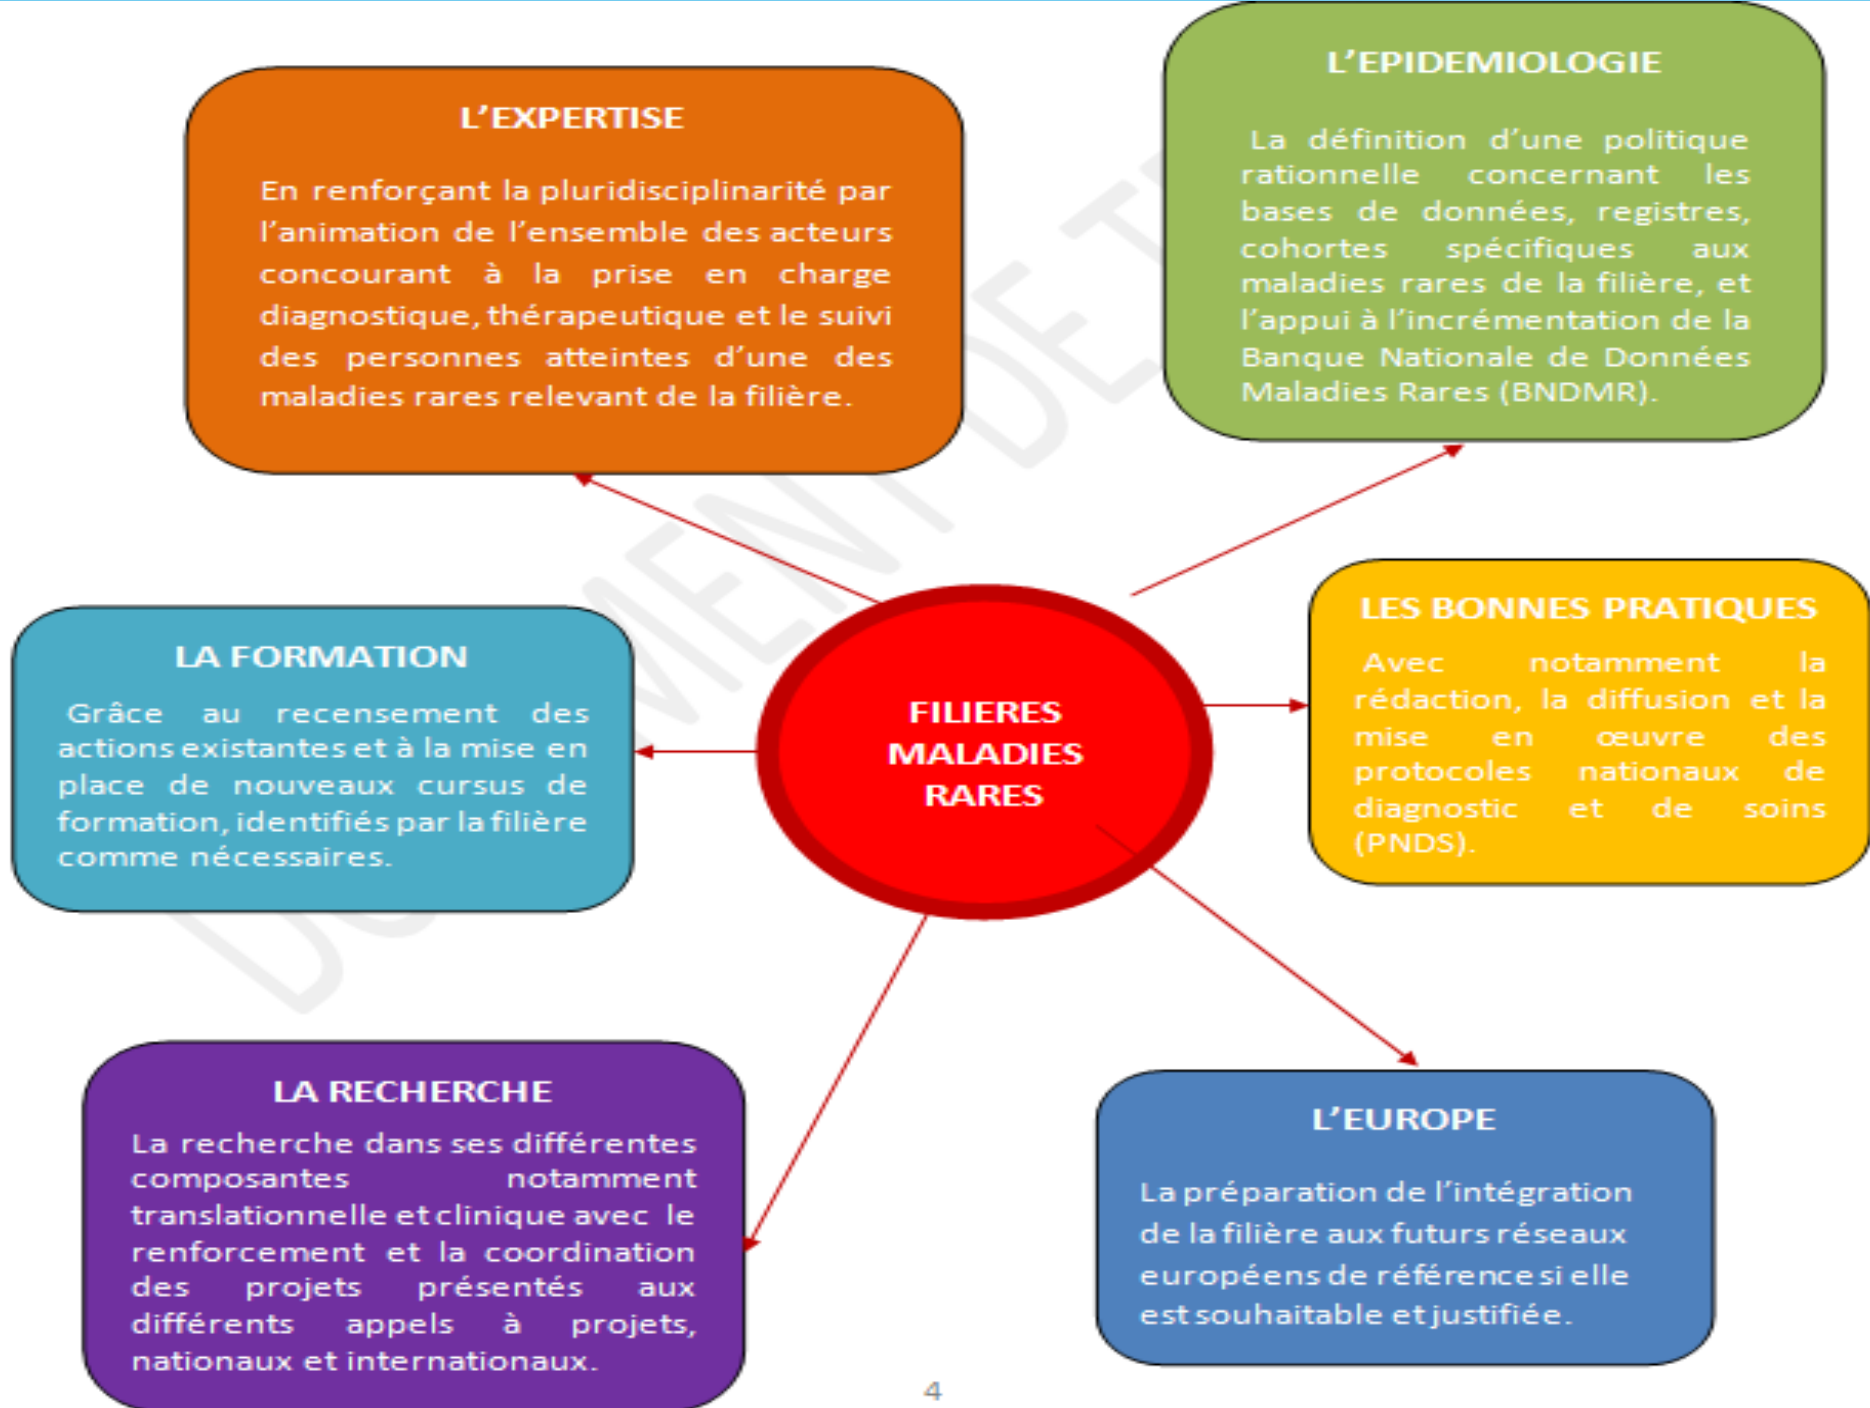 L'EXPERTISE
En renforçant la pluridisciplinarité par
l'animation de l'ensemble des acteurs
concourant à la prise en charge
diagnostique, thérapeutique et le suivi
des personnes atteintes d'une des
maladies rares relevant de la filière.
L'EPIDEMIOLOGIE
La définition d'une politique
rationnelle concernant les
bases de données, registres,
cohortes spécifiques aux
maladies rares de la filière, et
l'appui à l'incrémentation de la
Banque Nationale de Données
Maladies Rares (BNDMR).
LA FORMATION
Grâce au recensement des
actions existantes et à la mise en
place de nouveaux cursus de
formation, identifiés par la filière
comme nécessaires.
FILIERES
MALADIES
RARES
LES BONNES PRATIQUES
Avec notamment la
rédaction, la diffusion et la
mise en œuvre des
protocoles nationaux de
diagnostic et de soins
(PNDS).
LA RECHERCHE
La recherche dans ses différentes
composantes notamment
translationnelle et clinique avec le
renforcement et la coordination
des projets présentés aux
différents appels à projets,
nationaux et internationaux.
L'EUROPE
La préparation de l'intégration
de la filière aux futurs réseaux
européens de référence si elle
est souhaitable et justifiée.
4